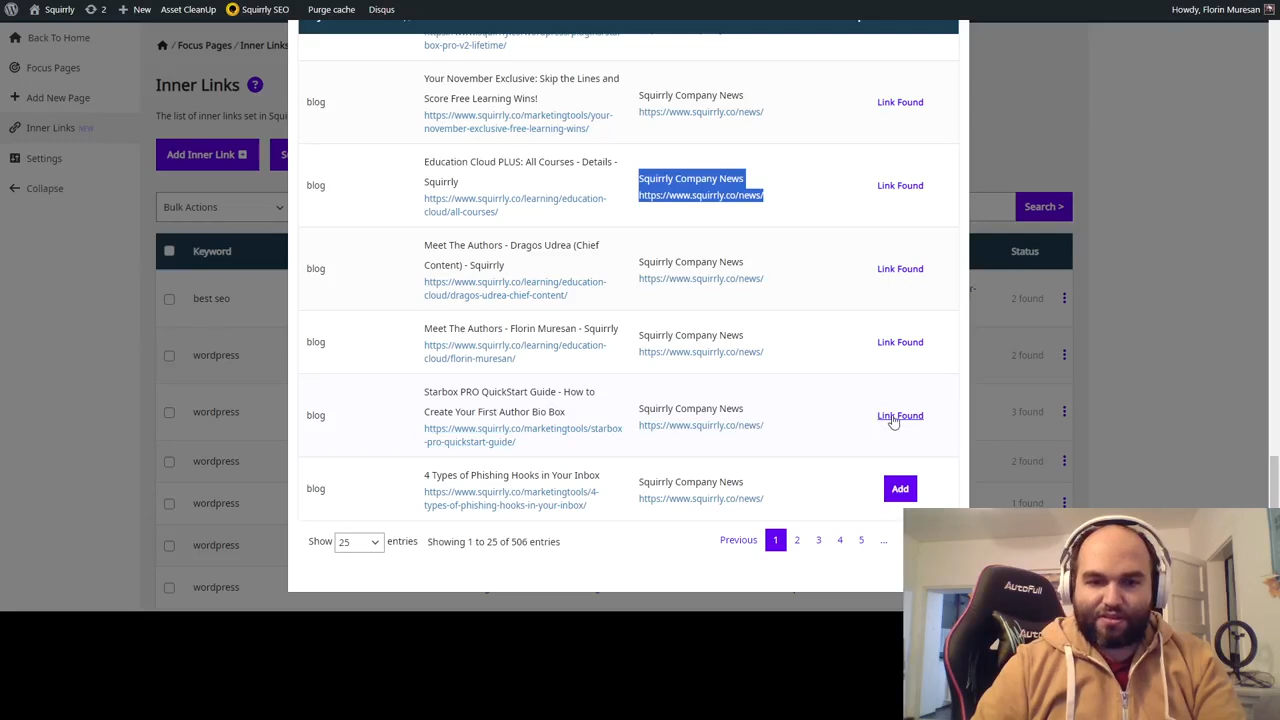 Squirrly
2
New
Asset CleanUp
Squirrly SEO
Purge cache
Disqus
Howdy, Florin Muresan
Back To Home
Focus Pages
Add New Page
Inner Links NEW
Settings
Collapse
/ Focus Pages / Inner Links
Inner Links ?
The list of inner links set in Squi
Add Inner Link
Bulk Actions
Search >
Keyword
Status
best seo
2 found
wordpress
2 found
wordpress
3 found
wordpress
2 found
wordpress
1 found
wordpress
wordpress
box-pro-v2-lifetime/
blog
Your November Exclusive: Skip the Lines and
Score Free Learning Wins!
https://www.squirrly.co/marketingtools/your-
november-exclusive-free-learning-wins/
Squirrly Company News
https://www.squirrly.co/news/
Link Found
blog
Education Cloud PLUS: All Courses - Details -
Squirrly
https://www.squirrly.co/learning/education-
cloud/all-courses/
Squirrly Company News
https://www.squirrly.co/news/
Link Found
blog
Meet The Authors - Dragos Udrea (Chief
Content) - Squirrly
https://www.squirrly.co/learning/education-
cloud/dragos-udrea-chief-content/
Squirrly Company News
https://www.squirrly.co/news/
Link Found
blog
Meet The Authors - Florin Muresan - Squirrly
https://www.squirrly.co/learning/education-
cloud/florin-muresan/
Squirrly Company News
https://www.squirrly.co/news/
Link Found
blog
Starbox PRO QuickStart Guide - How to
Create Your First Author Bio Box
https://www.squirrly.co/marketingtools/starbox
-pro-quickstart-guide/
Squirrly Company News
https://www.squirrly.co/news/
Link Found
blog
4 Types of Phishing Hooks in Your Inbox
https://www.squirrly.co/marketingtools/4-
types-of-phishing-hooks-in-your-inbox/
Squirrly Company News
https://www.squirrly.co/news/
Add
Show 25 entries Showing 1 to 25 of 506 entries
Previous 1 2 3 4 5 ...
AutoFull